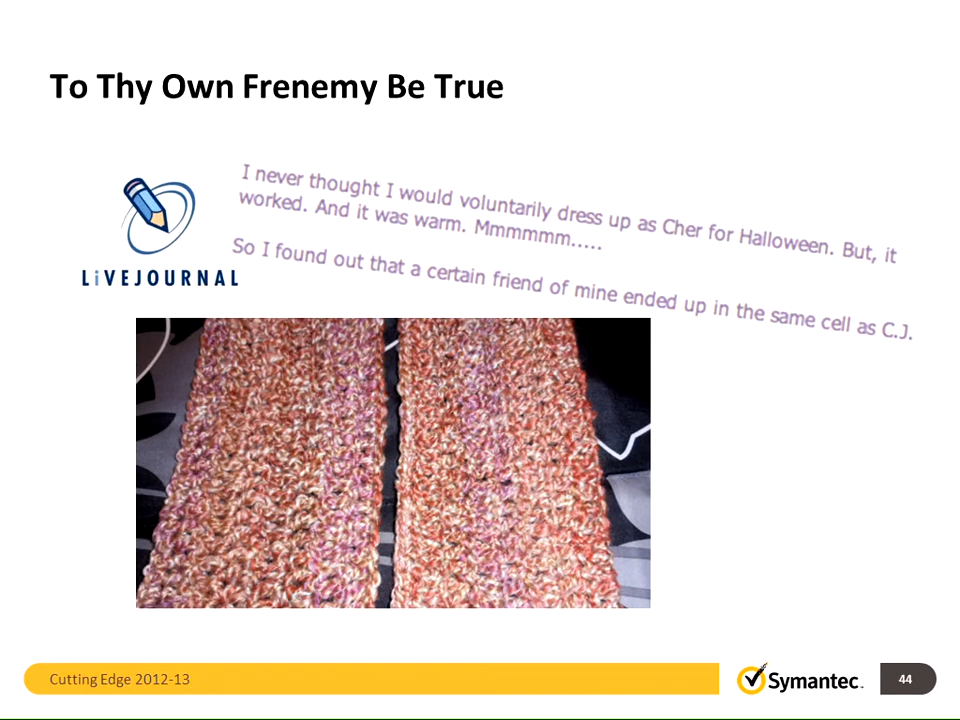 To Thy Own Frenemy Be True
I never thought I would voluntarily dress up as Cher for Halloween. But, it
worked. And it was warm. Mmmmmm.....
So I found out that a certain friend of mine ended up in the same cell as C.J.
LiVEJOURNAL
Cutting Edge 2012-13
Symantec.
44